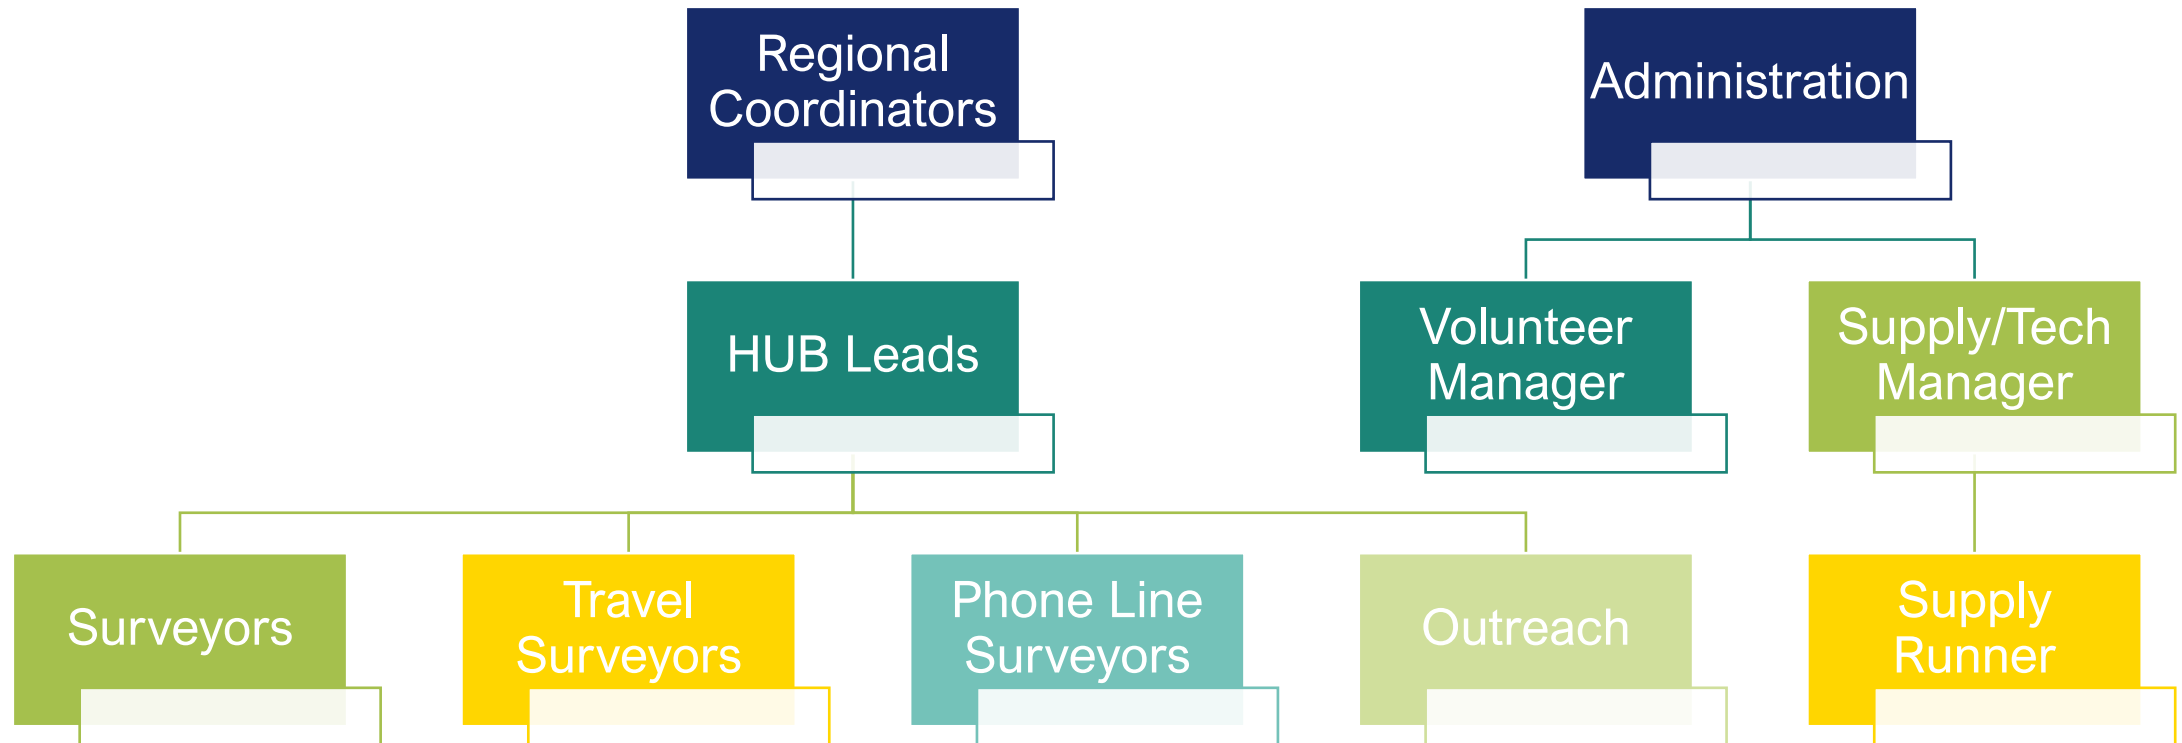 Regional
Coordinators
Administration
HUB Leads
Volunteer
Manager
Supply/Tech
Manager
Surveyors
Travel
Surveyors
Phone Line
Surveyors
Outreach
Supply
Runner